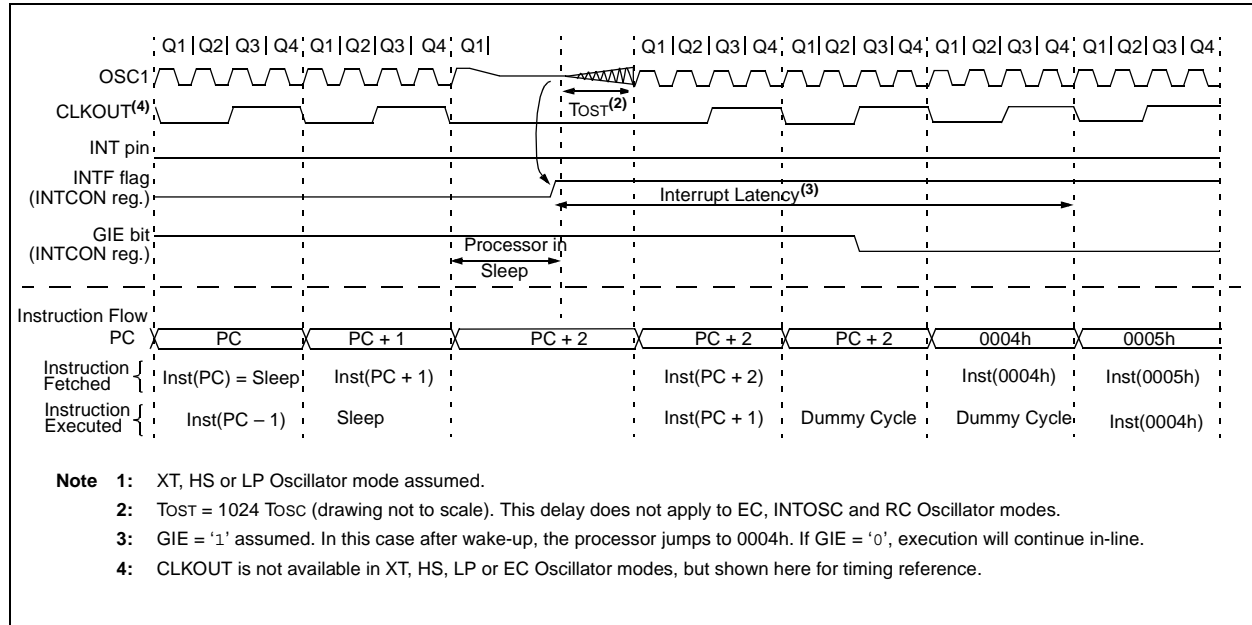 Q1 | Q2 | Q3 | Q4 Q1 | Q2 | Q3 | Q4 Q1 | Q1 | Q2 | Q3 | Q4 Q1 | Q2 | Q3 | Q4 Q1 | Q2 | Q3 | Q4 Q1 | Q2 | Q3 | Q4
OSC1
TOST(2)
CLKOUT(4)
INT pin
INTF flag
(INTCON reg.)
Interrupt Latency(3)
GIE bit
(INTCON reg.)
Processor in
Sleep
Instruction Flow
PC PC PC + 1 PC + 2 PC + 2 PC + 2 0004h 0005h
Instruction
Fetched { Inst(PC) = Sleep Inst(PC + 1) Inst(PC + 2) Inst(0004h) Inst(0005h)
Instruction
Executed { Inst(PC – 1) Sleep Inst(PC + 1) Dummy Cycle Dummy Cycle Inst(0004h)
Note 1: XT, HS or LP Oscillator mode assumed.
2: TOST = 1024 TOSC (drawing not to scale). This delay does not apply to EC, INTOSC and RC Oscillator modes.
3: GIE = ‘1’ assumed. In this case after wake-up, the processor jumps to 0004h. If GIE = ‘0’, execution will continue in-line.
4: CLKOUT is not available in XT, HS, LP or EC Oscillator modes, but shown here for timing reference.